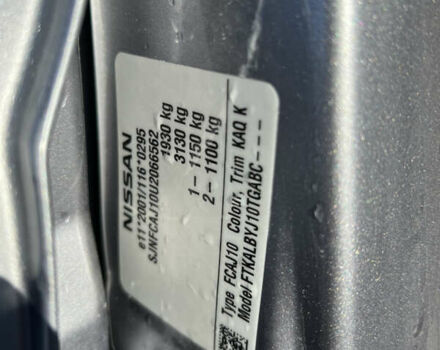 NISSAN
e11*2001/116*0295
SJNFCAJ10U2066562
1930 kg
3130 kg
1– 1150 kg
2– 1100 kg
Type FCAJ10 Colour, Trim KAQ K
Model FTKALBYJ10TGABC– – –